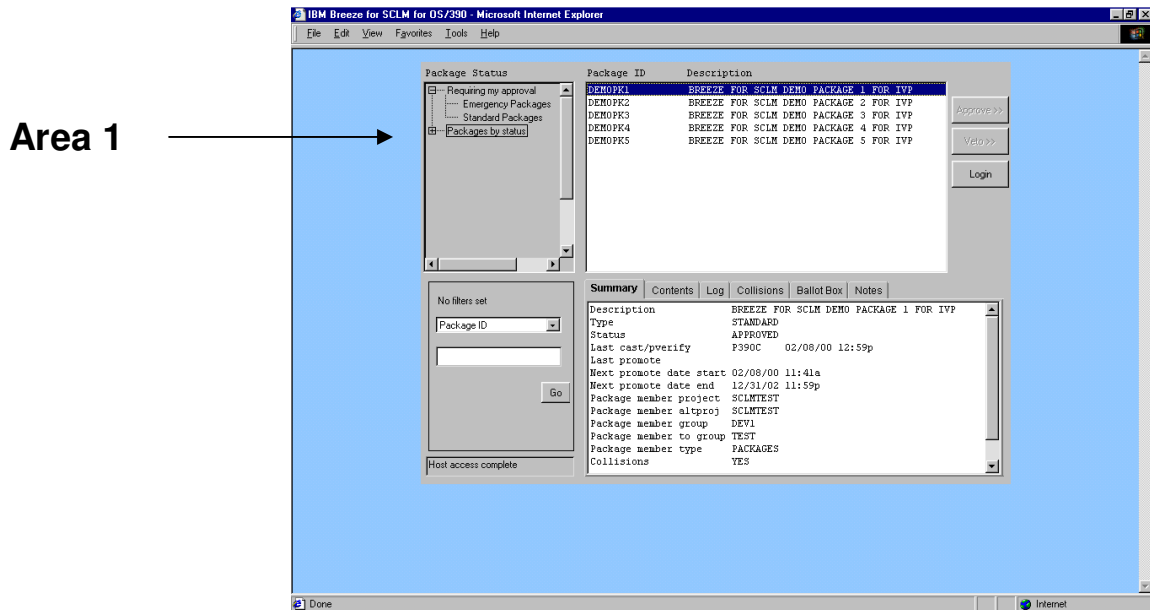 IBM Breeze for SCLM for OS/390 - Microsoft Internet Explorer
File Edit View Favorites Tools Help
Area 1
Package Status
Requiring my approval
Emergency Packages
Standard Packages
Packages by status
Package ID Description
DEMOPK1 BREEZE FOR SCLM DEMO PACKAGE 1 FOR IVP
DEMOPK2 BREEZE FOR SCLM DEMO PACKAGE 2 FOR IVP
DEMOPK3 BREEZE FOR SCLM DEMO PACKAGE 3 FOR IVP
DEMOPK4 BREEZE FOR SCLM DEMO PACKAGE 4 FOR IVP
DEMOPK5 BREEZE FOR SCLM DEMO PACKAGE 5 FOR IVP
Approve >>
Veto >>
Login
No filters set
Package ID
Go
Host access complete
Summary Contents Log Collisions Ballot Box Notes
Description BREEZE FOR SCLM DEMO PACKAGE 1 FOR IVP
Type STANDARD
Status APPROVED
Last cast/pverify P390C 02/08/00 12:59p
Last promote
Next promote date start 02/08/00 11:41a
Next promote date end 12/31/02 11:59p
Package member project SCLMTEST
Package member altproj SCLMTEST
Package member group DEV1
Package member to group TEST
Package member type PACKAGES
Collisions YES
Done
Internet